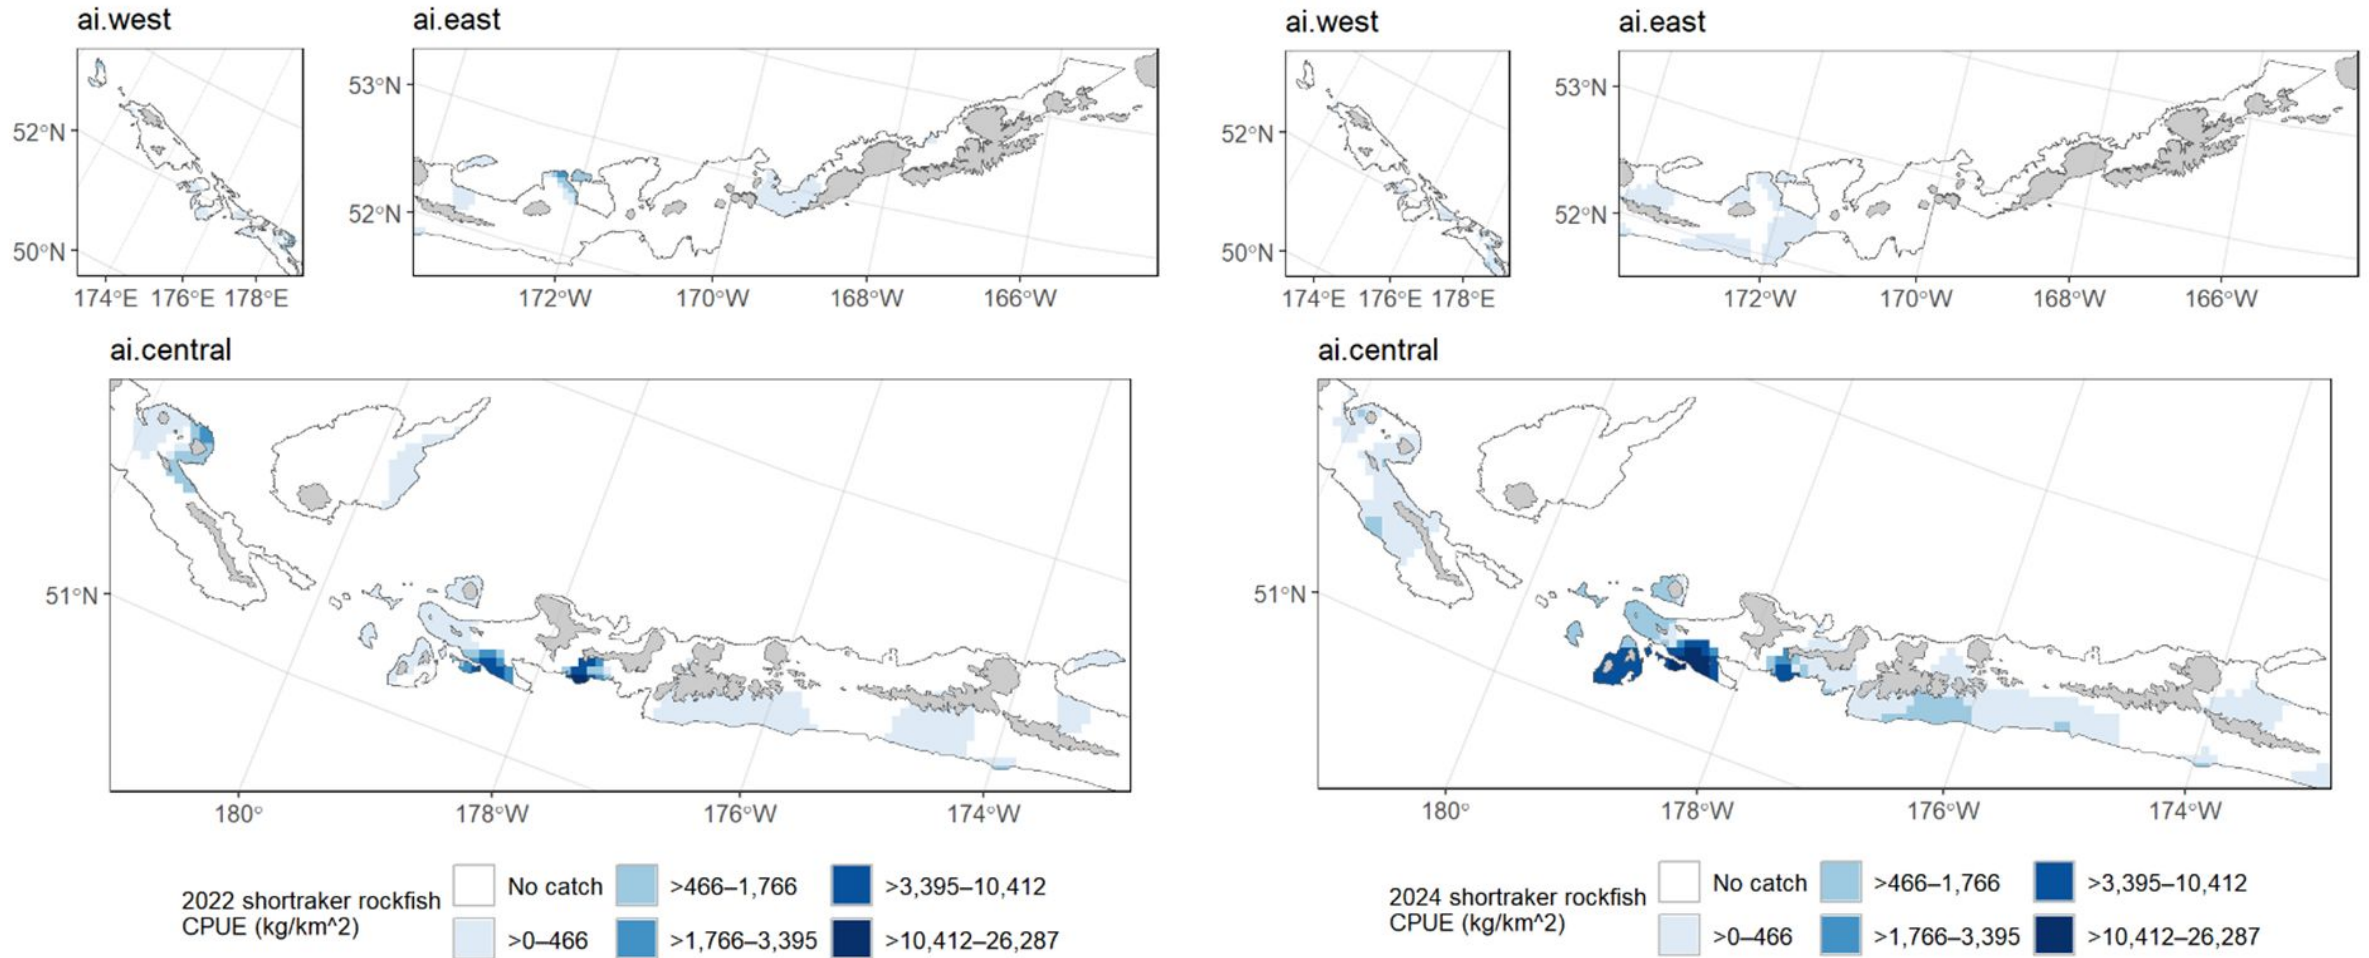 ai.west
ai.east
52°N
50°N
174°E 176°E 178°E
53°N
52°N
172°W 170°W 168°W 166°W
ai.central
51°N
180° 178°W 176°W 174°W
2022 shortraker rockfish
CPUE (kg/km^2)
No catch
>0–466
>466–1,766
>1,766–3,395
>3,395–10,412
>10,412–26,287
ai.west
ai.east
52°N
50°N
174°E 176°E 178°E
53°N
52°N
172°W 170°W 168°W 166°W
ai.central
51°N
180° 178°W 176°W 174°W
2024 shortraker rockfish
CPUE (kg/km^2)
No catch
>0–466
>466–1,766
>1,766–3,395
>3,395–10,412
>10,412–26,287